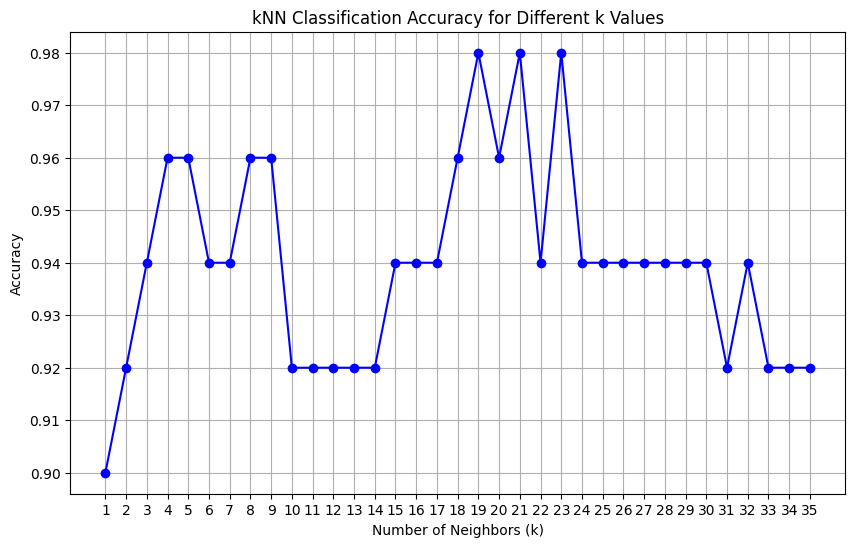 kNN Classification Accuracy for Different k Values
Accuracy
0.98
0.97
0.96
0.95
0.94
0.93
0.92
0.91
0.90
1 2 3 4 5 6 7 8 9 10 11 12 13 14 15 16 17 18 19 20 21 22 23 24 25 26 27 28 29 30 31 32 33 34 35
Number of Neighbors (k)